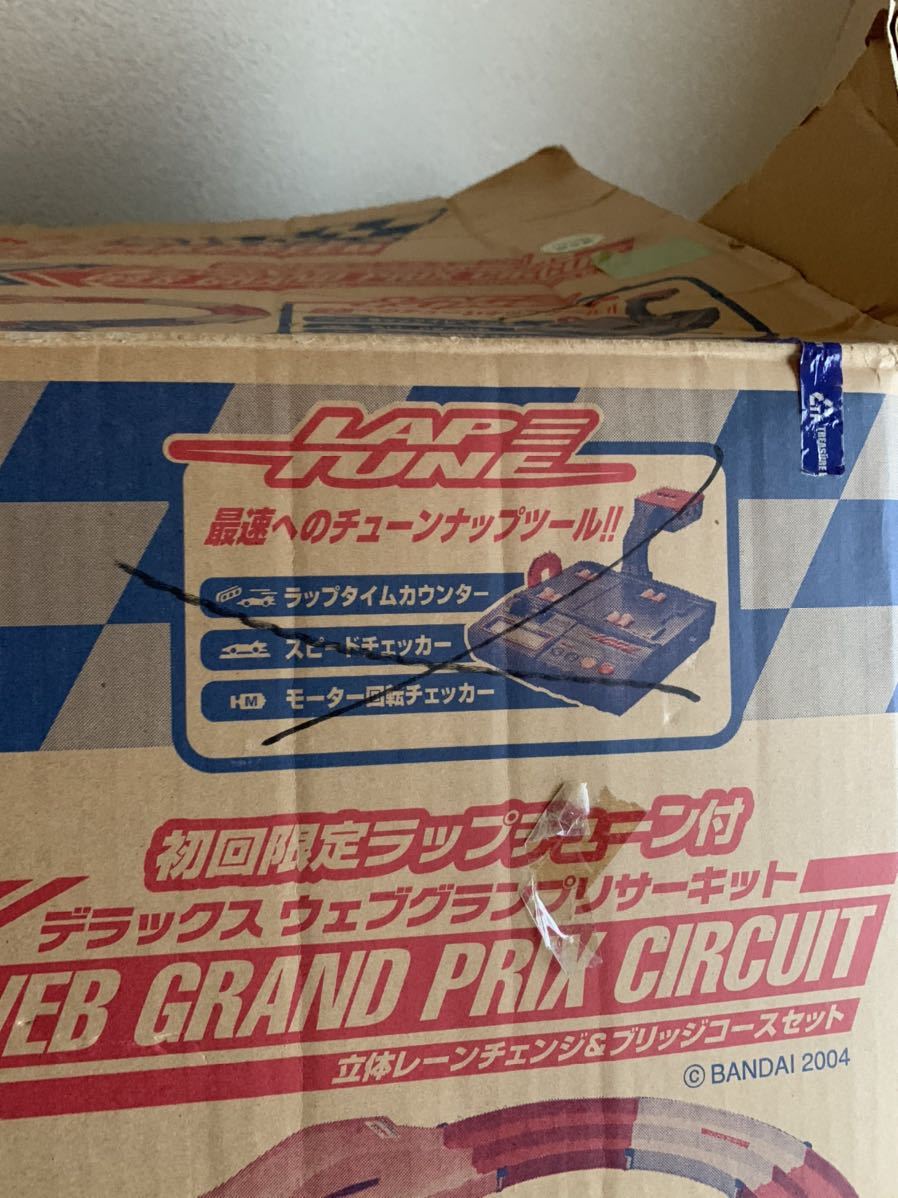 LAP TUNE
最速へのチューンナップツール!!
ラップタイムカウンター
スピードチェッカー
M モーター回転チェッカー
TREASURE
初回限定ラップチューン付
デラックス ウェブグランプリサーキット
WEB GRAND PRIX CIRCUIT
立体レーンチェンジ&ブリッジコースセット
© BANDAI 2004